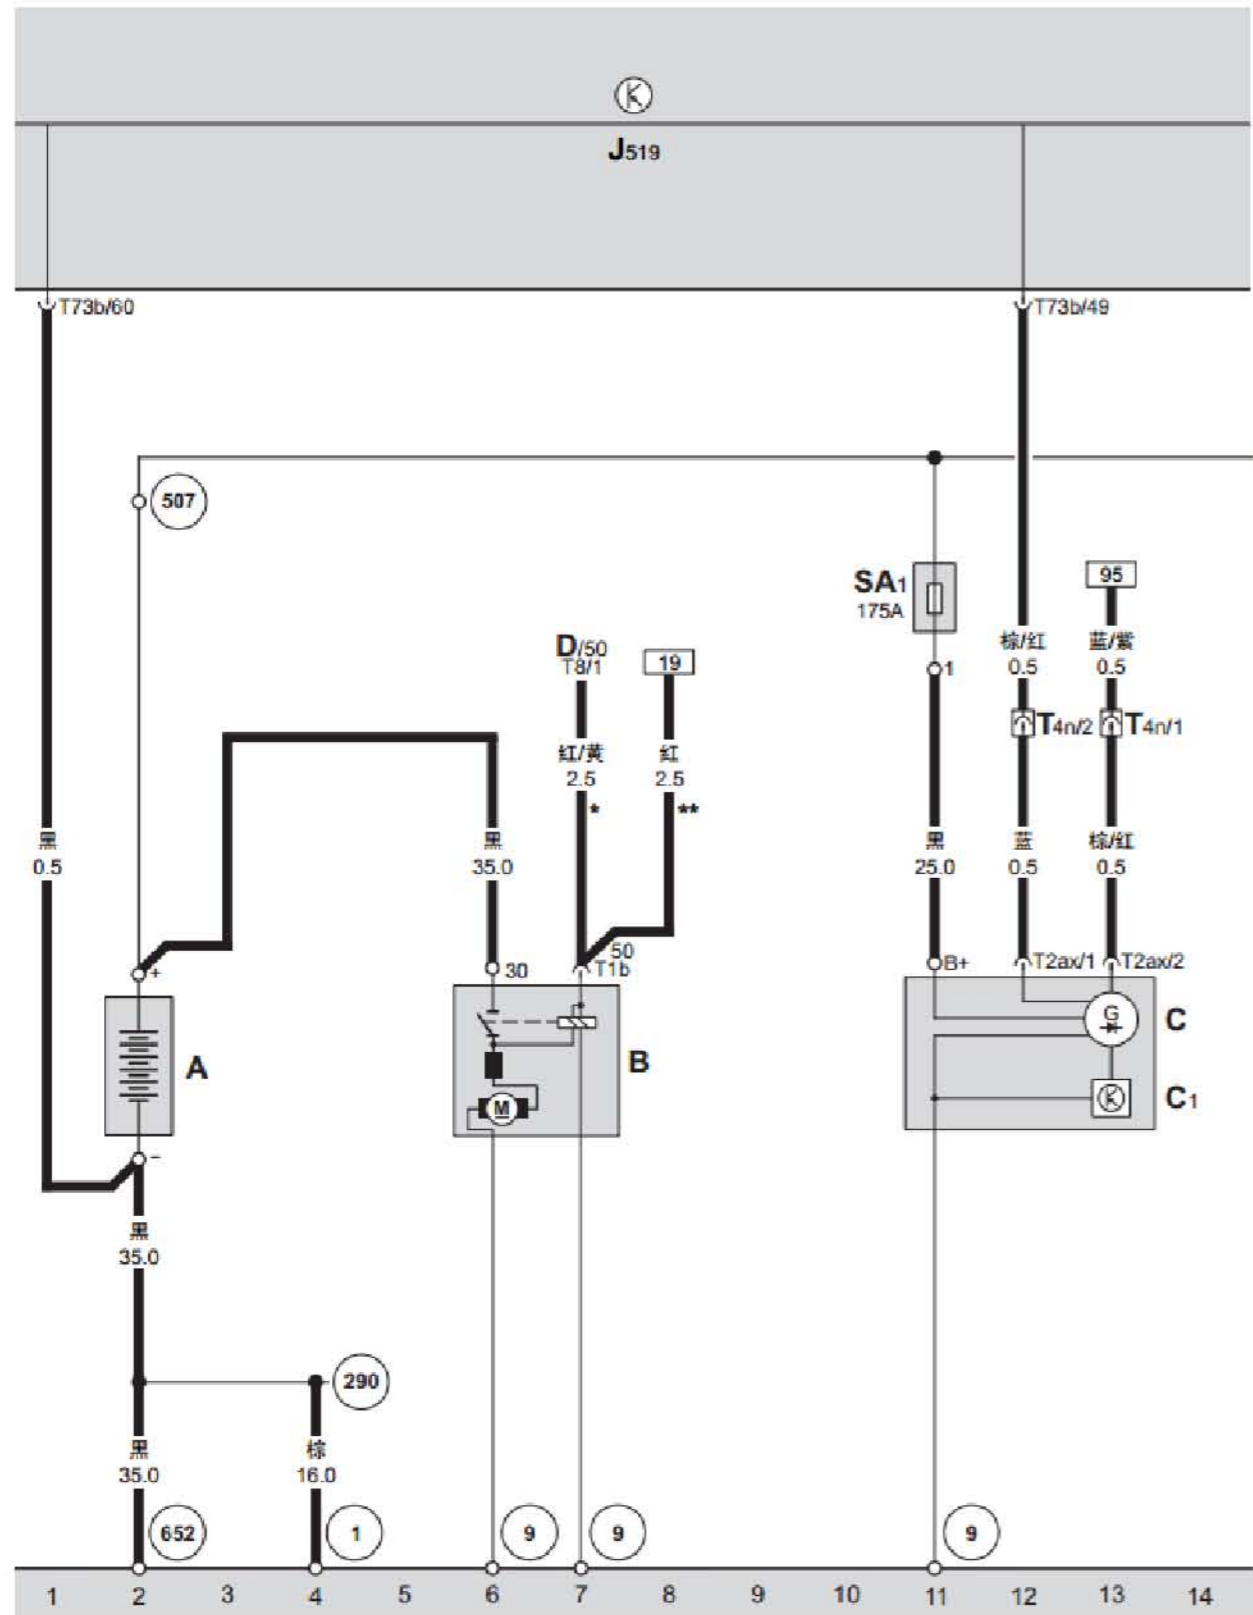 J519
T73b/60
T73b/49
507
SA1
175A
95
D/50
T8/1
19
棕/红
0.5
蓝/紫
0.5
1
T4n/2
T4n/1
红/黄
2.5
*
红
2.5
**
黑
0.5
黑
35.0
黑
25.0
蓝
0.5
棕/红
0.5
+
30
50
T1b
B+
T2ax/1
T2ax/2
A
B
M
G
C
C1
−
黑
35.0
290
黑
35.0
棕
16.0
652
1
9
9
9
1 2 3 4 5 6 7 8 9 10 11 12 13 14